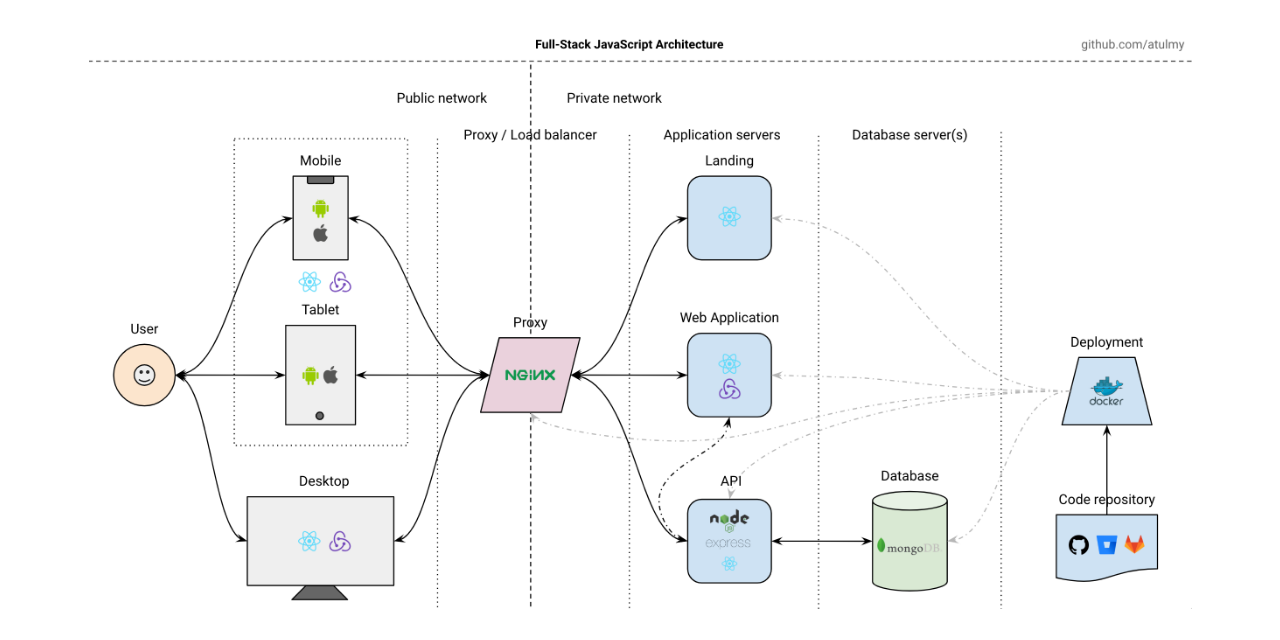 Full-Stack JavaScript Architecture
github.com/atulmy
Public network
Private network
Proxy / Load balancer
Application servers
Database server(s)
Mobile
Landing
Tablet
Web Application
User
Proxy
NGiNX
Deployment
docker
Desktop
API
node
JS
express
Database
mongoDB.
Code repository